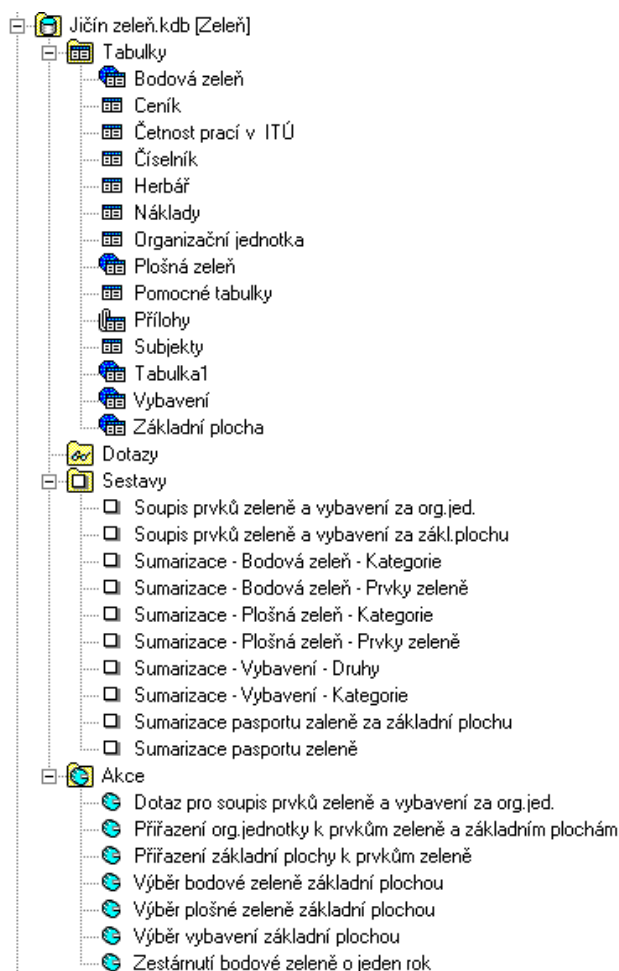 Jičín zeleň.kdb [Zeleň]
Tabulky
Bodová zeleň
Ceník
Četnost prací v ITÚ
Číselník
Herbář
Náklady
Organizační jednotka
Plošná zeleň
Pomocné tabulky
Přílohy
Subjekty
Tabulka1
Vybavení
Základní plocha
Dotazy
Sestavy
Soupis prvků zeleně a vybavení za org.jed.
Soupis prvků zeleně a vybavení za zákl.plochu
Sumarizace - Bodová zeleň - Kategorie
Sumarizace - Bodová zeleň - Prvky zeleně
Sumarizace - Plošná zeleň - Kategorie
Sumarizace - Plošná zeleň - Prvky zeleně
Sumarizace - Vybavení - Druhy
Sumarizace - Vybavení - Kategorie
Sumarizace pasportu zaleně za základní plochu
Sumarizace pasportu zeleně
Akce
Dotaz pro soupis prvků zeleně a vybavení za org.jed.
Přiřazení org.jednotky k prvkům zeleně a základním plochám
Přiřazení základní plochy k prvkům zeleně
Výběr bodové zeleně základní plochou
Výběr plošné zeleně základní plochou
Výběr vybavení základní plochou
Zestárnutí bodové zeleně o jeden rok